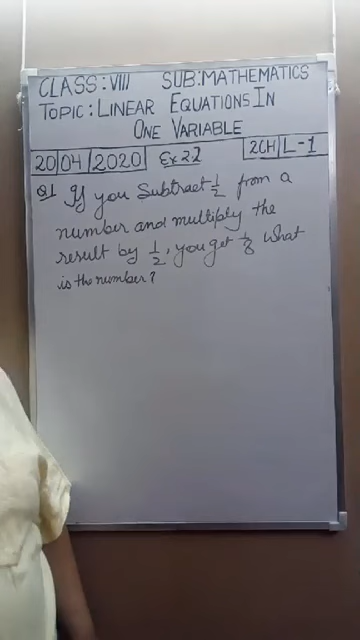 CLASS:VIII SUB:MATHEMATICS
TOPIC:LINEAR EQUATIONS IN
ONE VARIABLE
20/04/2020 Ex 2.2 2CH L-1
Q1 If you Subtract 1/2 from a
number and multiply the
result by 1/2, you get 1/8 What
is the number?